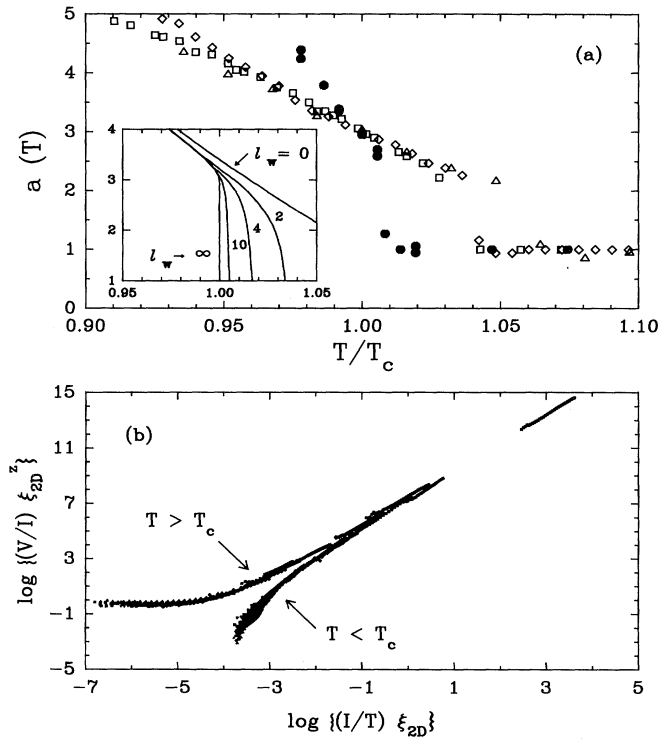 5
4
3
2
1
0
a (T)
(a)
4
3
2
1
l_w = 0
2
4
10
l_w → ∞
0.95 1.00 1.05
0.90 0.95 1.00 1.05 1.10
T/T_c
15
11
7
3
-1
-5
log {(V/I) ξ_2D^z}
(b)
T > T_c
T < T_c
-7 -5 -3 -1 1 3 5
log {(I/T) ξ_2D}